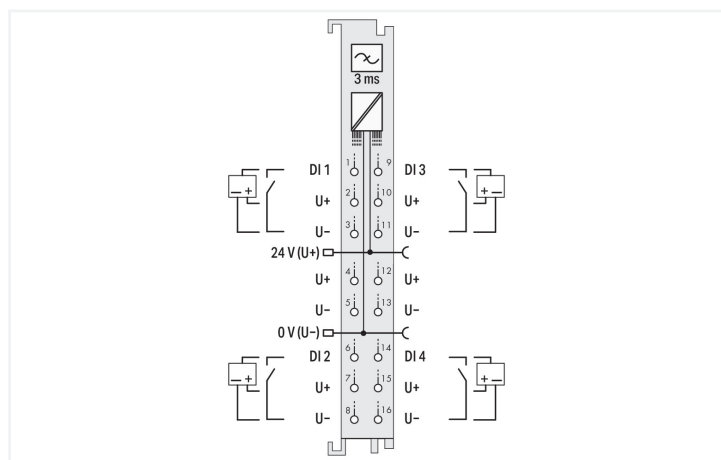 3 ms
DI 1 1 9 DI 3
− + U+ 2 10 U+ + −
U− 3 11 U−
24 V (U+)
U+ 4 12 U+
U− 5 13 U−
0 V (U−)
DI 2 6 14 DI 4
− + U+ 7 15 U+ + −
U− 8 16 U−